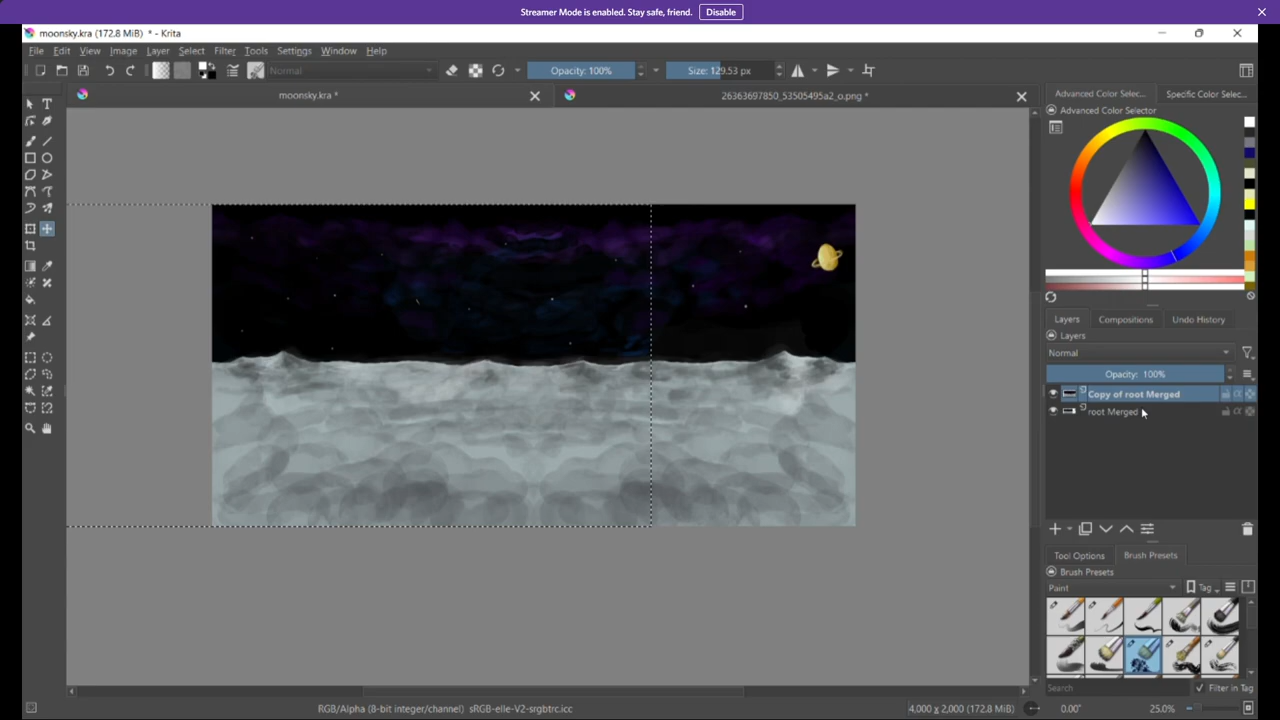 Streamer Mode is enabled. Stay safe, friend. Disable
moonsky.kra (172.8 MiB) * - Krita
File Edit View Image Layer Select Filter Tools Settings Window Help
Normal Opacity: 100% Size: 129.53 px
moonsky.kra * 26363697850_53505495a2_o.png *
Advanced Color Selec... Specific Color Selec...
Advanced Color Selector
Layers Compositions Undo History
Layers
Normal
Opacity: 100%
Copy of root Merged
root Merged
Tool Options Brush Presets
Brush Presets
Paint Tag
Search Filter in Tag
RGB/Alpha (8-bit integer/channel) sRGB-elle-V2-srgbtrc.icc 4,000 x 2,000 (172.8 MiB) 0.00° 25.0%